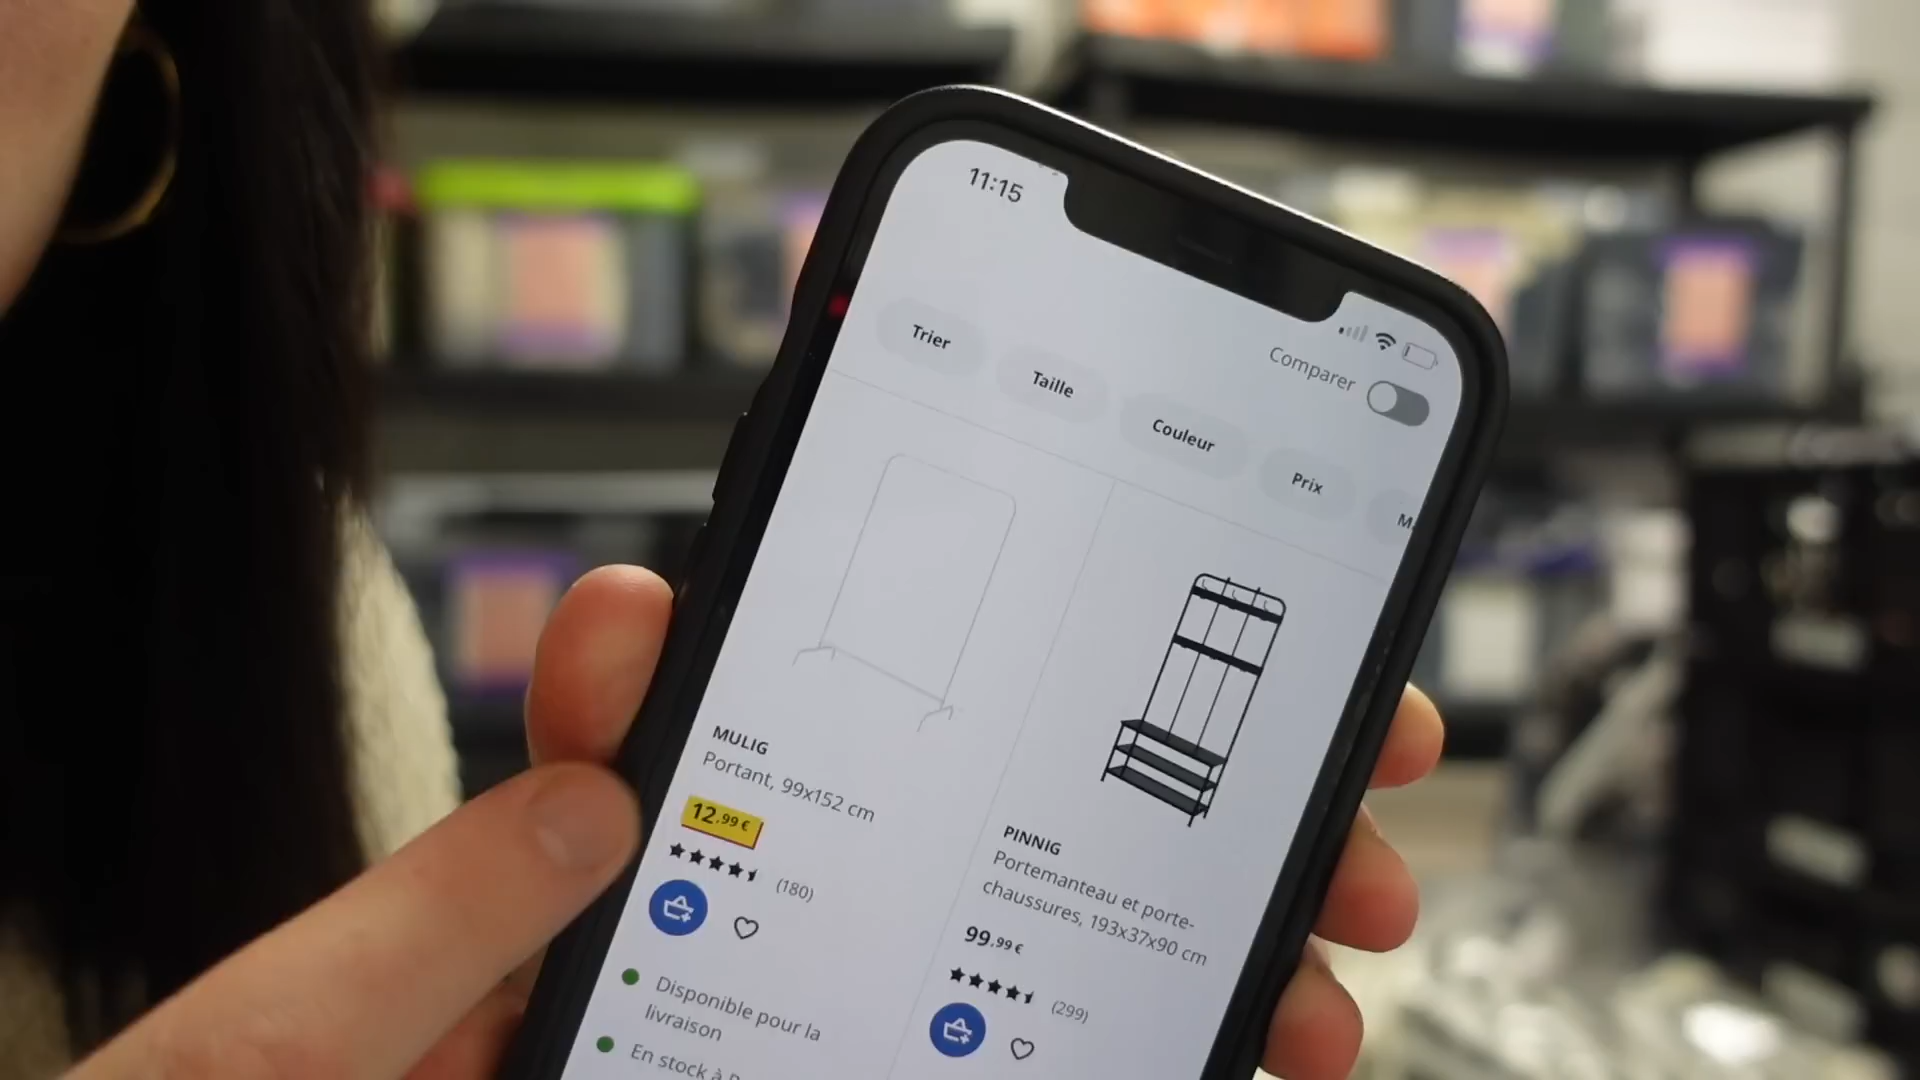 11:15
Comparer
Trier
Taille
Couleur
Prix
MULIG
Portant, 99x152 cm
12.99 €
(180)
Disponible pour la
livraison
En stock à
PINNIG
Portemanteau et porte-
chaussures, 193x37x90 cm
99.99 €
(299)